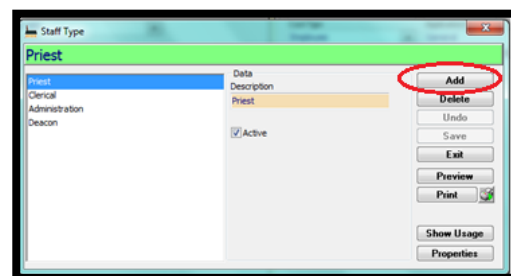 Staff Type
Priest
Priest
Clerical
Administration
Deacon
Data
Description
Priest
Active
Add
Delete
Undo
Save
Exit
Preview
Print
Show Usage
Properties